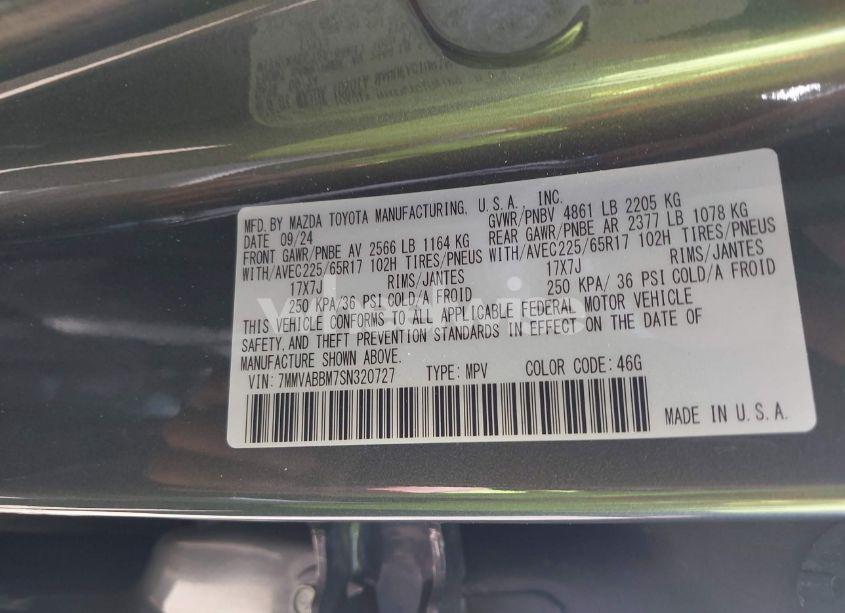 MFD. BY MAZDA TOYOTA MANUFACTURING, U.S.A., INC.
DATE 09/24 GVWR/PNBV 4861 LB 2205 KG
FRONT GAWR/PNBE AV 2566 LB 1164 KG REAR GAWR/PNBE AR 2377 LB 1078 KG
WITH/AVEC225/65R17 102H TIRES/PNEUS WITH/AVEC225/65R17 102H TIRES/PNEUS
17X7J RIMS/JANTES 17X7J RIMS/JANTES
250 KPA/36 PSI COLD/A FROID 250 KPA/ 36 PSI COLD/A FROID
THIS VEHICLE CONFORMS TO ALL APPLICABLE FEDERAL MOTOR VEHICLE
SAFETY, AND THEFT PREVENTION STANDARDS IN EFFECT ON THE DATE OF
MANUFACTURE SHOWN ABOVE.
VIN: 7MMVABBM7SN320727 TYPE: MPV COLOR CODE: 46G
MADE IN U.S.A.